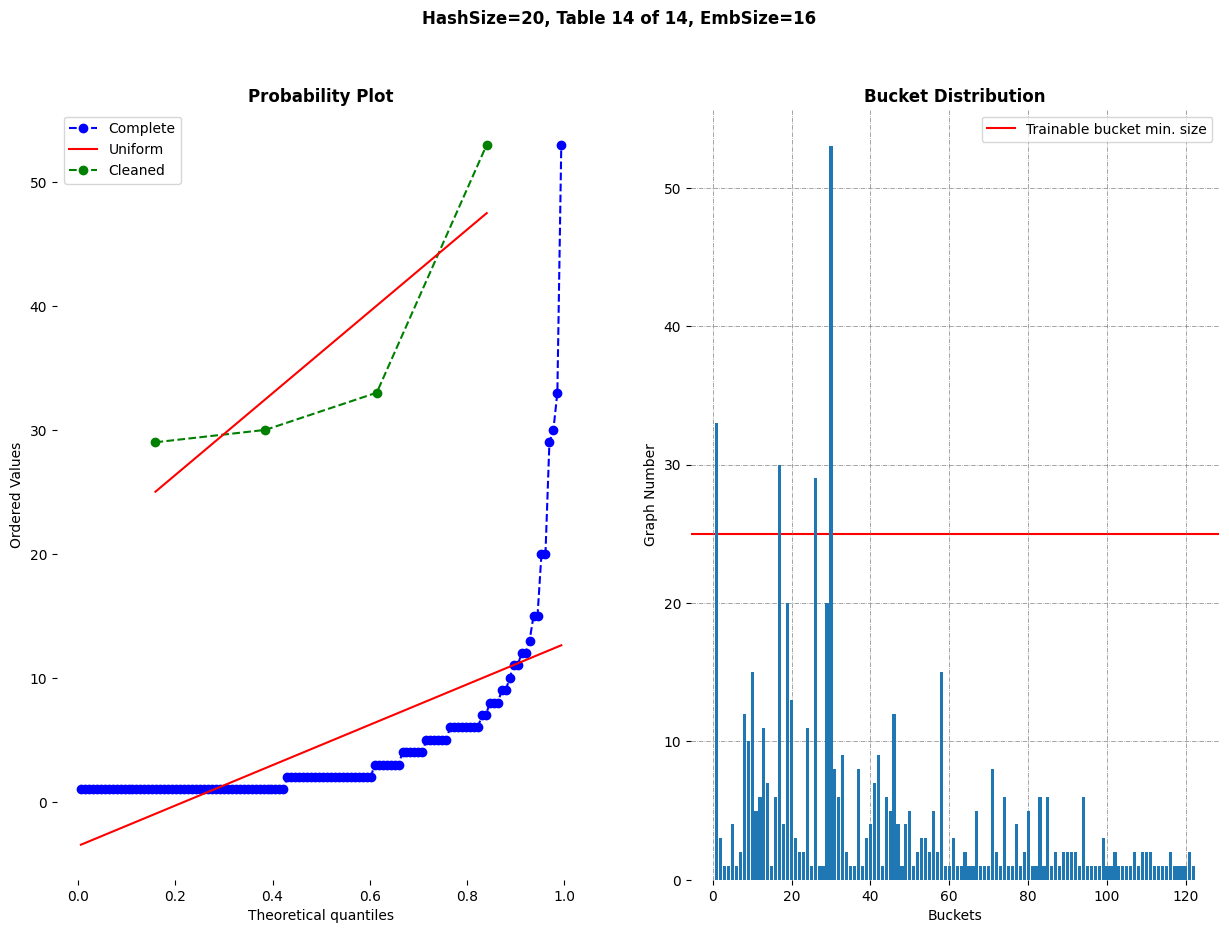 HashSize=20, Table 14 of 14, EmbSize=16
Probability Plot
Complete
Uniform
Cleaned
Ordered Values
50
40
30
20
10
0
0.0 0.2 0.4 0.6 0.8 1.0
Theoretical quantiles
Bucket Distribution
Trainable bucket min. size
Graph Number
50
40
30
20
10
0
0 20 40 60 80 100 120
Buckets